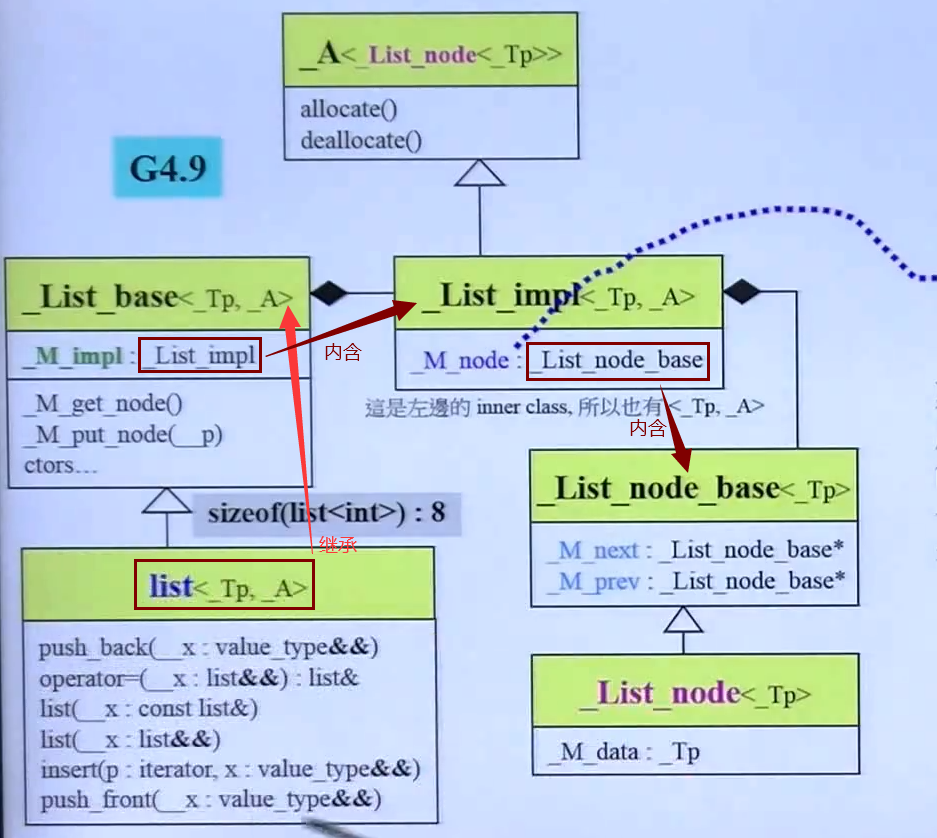 _A<_List_node<_Tp>>
allocate()
deallocate()
G4.9
_List_base<_Tp, _A>
_M_impl : _List_impl
_M_get_node()
_M_put_node(__p)
ctors…
_List_impl<_Tp, _A>
_M_node : _List_node_base
內含
這是左邊的 inner class, 所以也有 <_Tp, _A>
内含
_List_node_base<_Tp>
_M_next : _List_node_base*
_M_prev : _List_node_base*
sizeof(list<int>) : 8
继承
list<_Tp, _A>
push_back(__x : value_type&&)
operator=(__x : list&&) : list&
list(__x : const list&)
list(__x : list&&)
insert(p : iterator, x : value_type&&)
push_front(__x : value_type&&)
_List_node<_Tp>
_M_data : _Tp